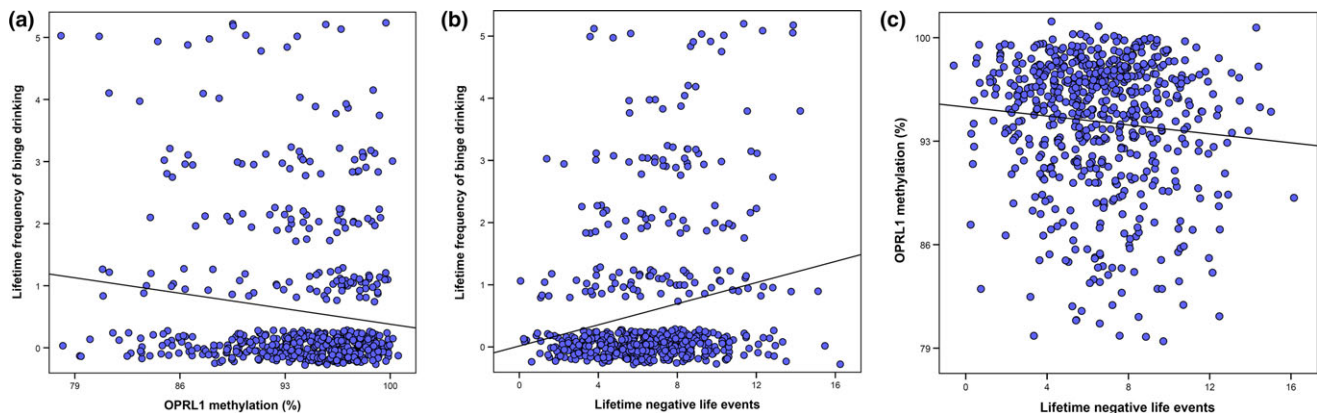 (a)
Lifetime frequency of binge drinking
5
4
3
2
1
0
79 86 93 100
OPRL1 methylation (%)
(b)
Lifetime frequency of binge drinking
5
4
3
2
1
0
0 4 8 12 16
Lifetime negative life events
(c)
OPRL1 methylation (%)
100
93
86
79
0 4 8 12 16
Lifetime negative life events